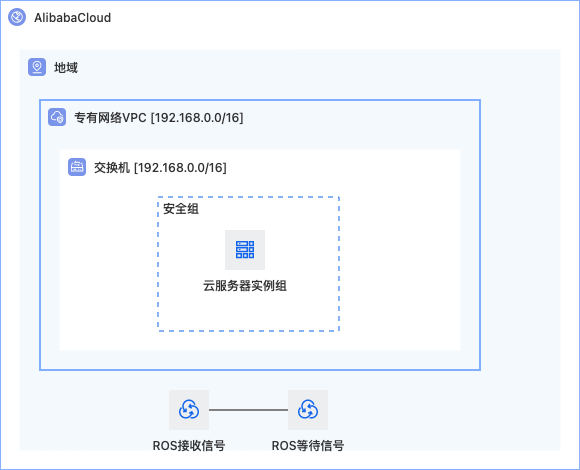 AlibabaCloud
地域
专有网络VPC [192.168.0.0/16]
交换机 [192.168.0.0/16]
安全组
云服务器实例组
ROS接收信号
ROS等待信号